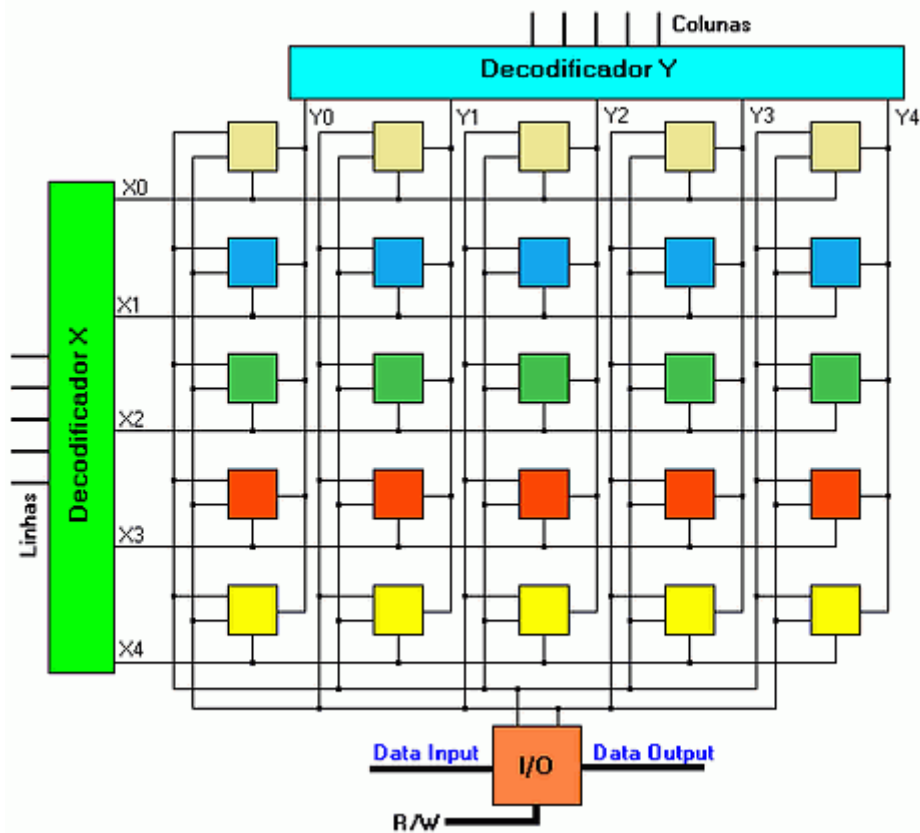 Colunas
Decodificador Y
Y0
Y1
Y2
Y3
Y4
X0
X1
X2
X3
X4
Decodificador X
Linhas
Data Input
I/O
Data Output
R/W